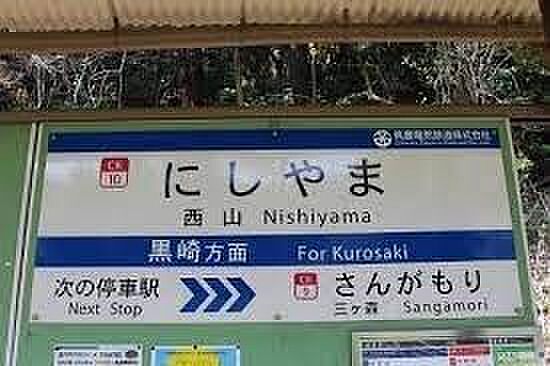 筑豊電気鉄道株式会社
CK
10
にしやま
西山 Nishiyama
黒崎方面 For Kurosaki
次の停車駅
Next Stop
CK
9
さんがもり
三ヶ森 Sangamori